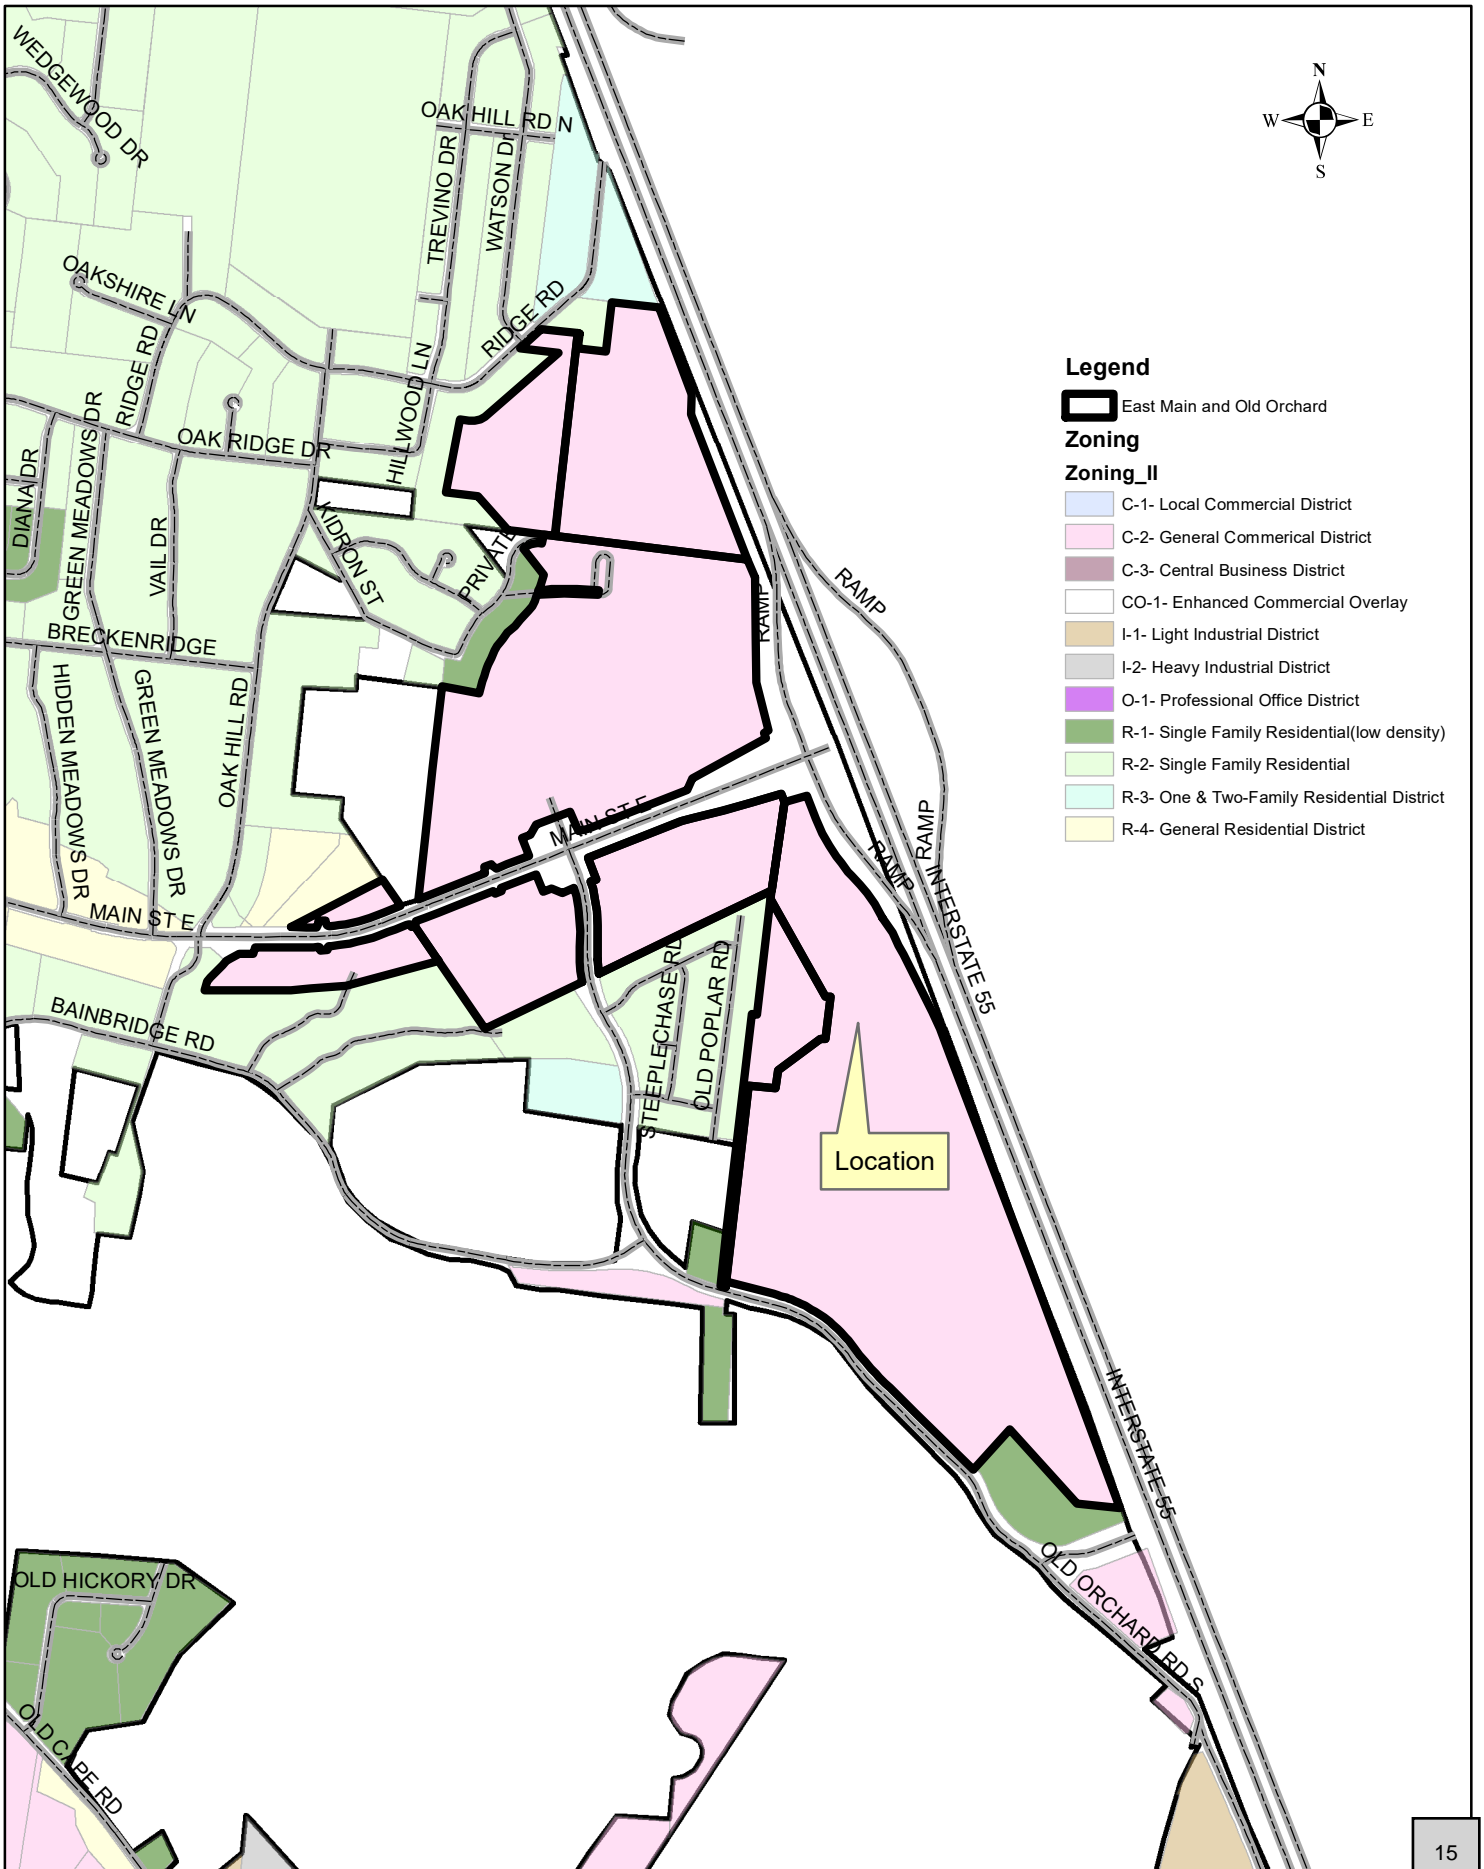 WEDGEWOOD DR
OAK HILL RD N
TREVINO DR
WATSON Dr
N
W
E
S
OAKSHIRE LN
RIDGE RD
RIDGE RD
HILLWOOD LN
Legend
East Main and Old Orchard
Zoning
Zoning_II
C-1- Local Commercial District
C-2- General Commerical District
C-3- Central Business District
CO-1- Enhanced Commercial Overlay
I-1- Light Industrial District
I-2- Heavy Industrial District
O-1- Professional Office District
R-1- Single Family Residential(low density)
R-2- Single Family Residential
R-3- One & Two-Family Residential District
R-4- General Residential District
OAK RIDGE DR
DIANA DR
GREEN MEADOWS DR
VAIL DR
KIDRON ST
PRIVATE
RAMP
RAMP
BRECKENRIDGE
HIDDEN MEADOWS DR
GREEN MEADOWS DR
OAK HILL RD
MAIN ST E
RAMP
RAMP
INTERSTATE 55
MAIN ST E
BAINBRIDGE RD
STEEPLECHASE RD
OLD POPLAR RD
Location
INTERSTATE 55
OLD ORCHARD RD S
OLD HICKORY DR
OLD CAPE RD
15